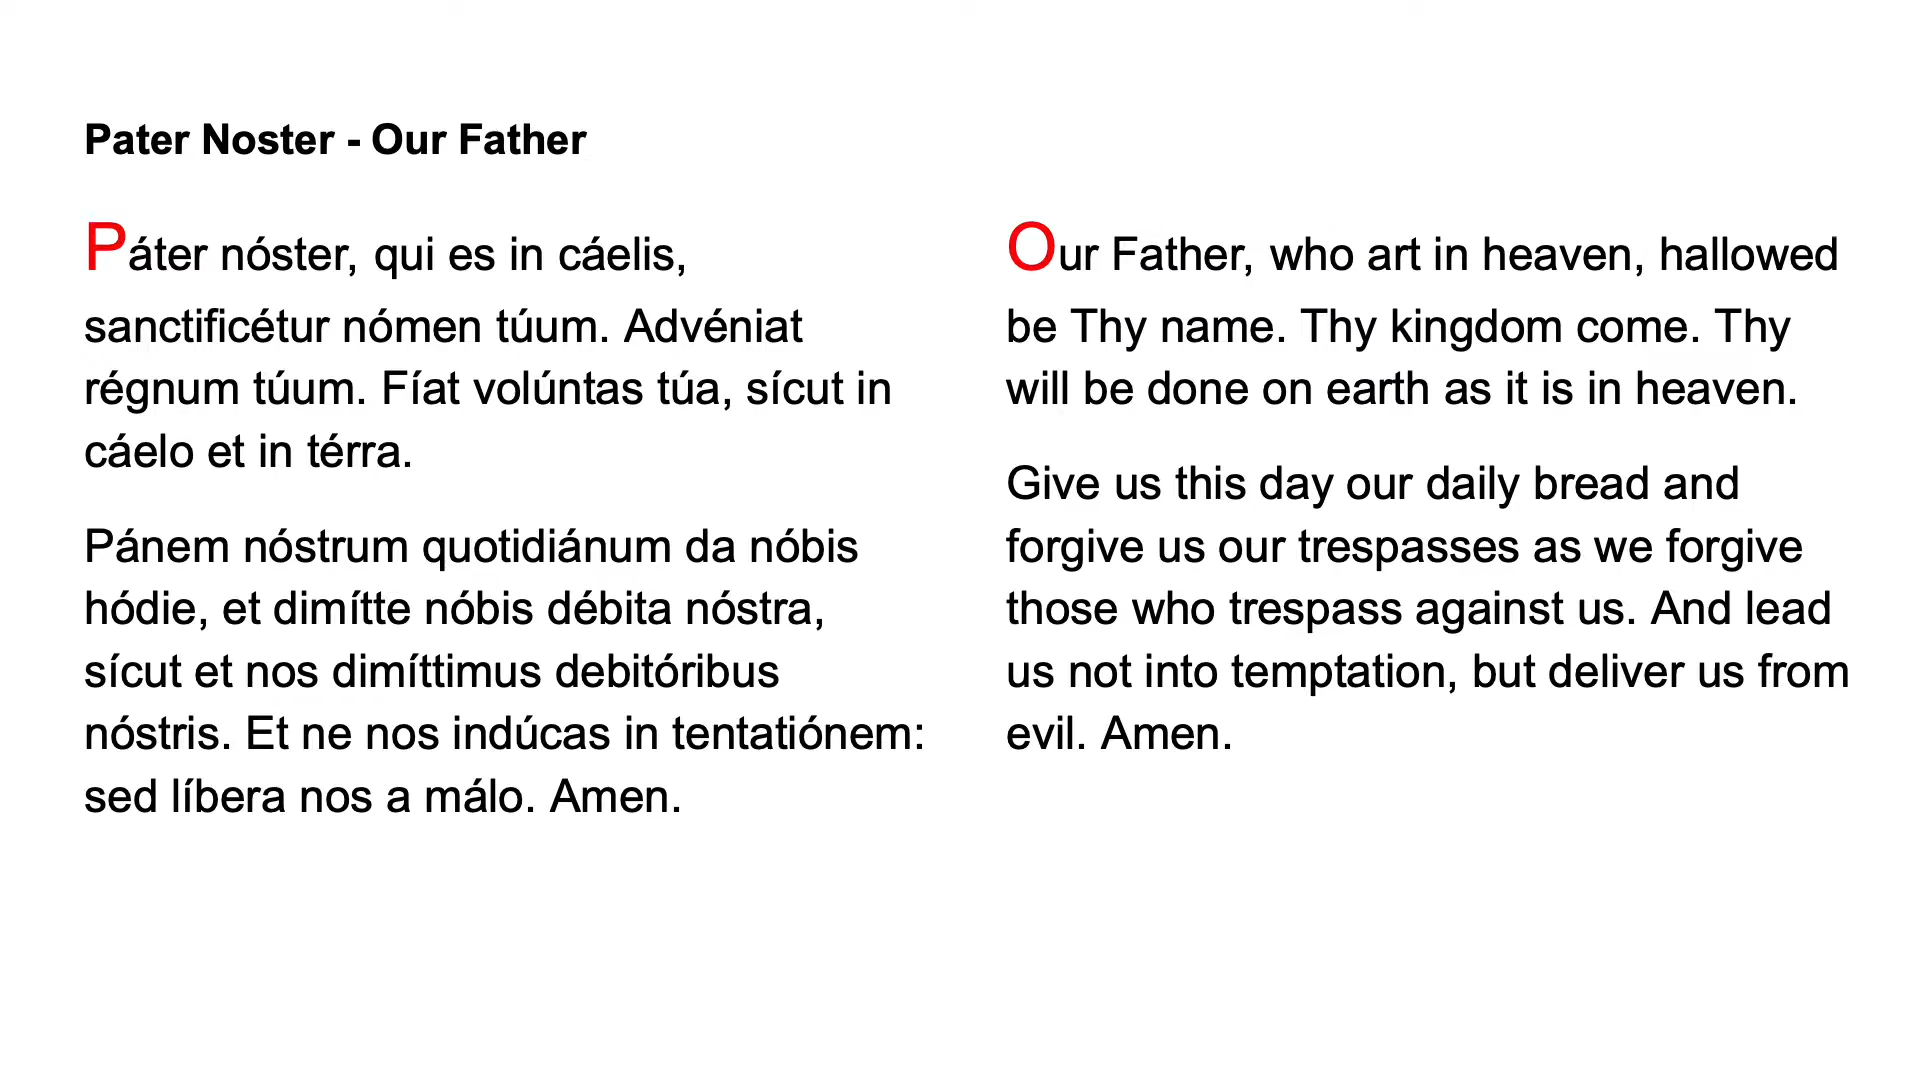 Pater Noster - Our Father
Páter nóster, qui es in cáelis,
sanctificétur nómen túum. Advéniat
régnum túum. Fíat volúntas túa, sícut in
cáelo et in térra.
Pánem nóstrum quotidiánum da nóbis
hódie, et dimítte nóbis débita nóstra,
sícut et nos dimíttimus debitóribus
nóstris. Et ne nos indúcas in tentatiónem:
sed líbera nos a málo. Amen.
Our Father, who art in heaven, hallowed
be Thy name. Thy kingdom come. Thy
will be done on earth as it is in heaven.
Give us this day our daily bread and
forgive us our trespasses as we forgive
those who trespass against us. And lead
us not into temptation, but deliver us from
evil. Amen.